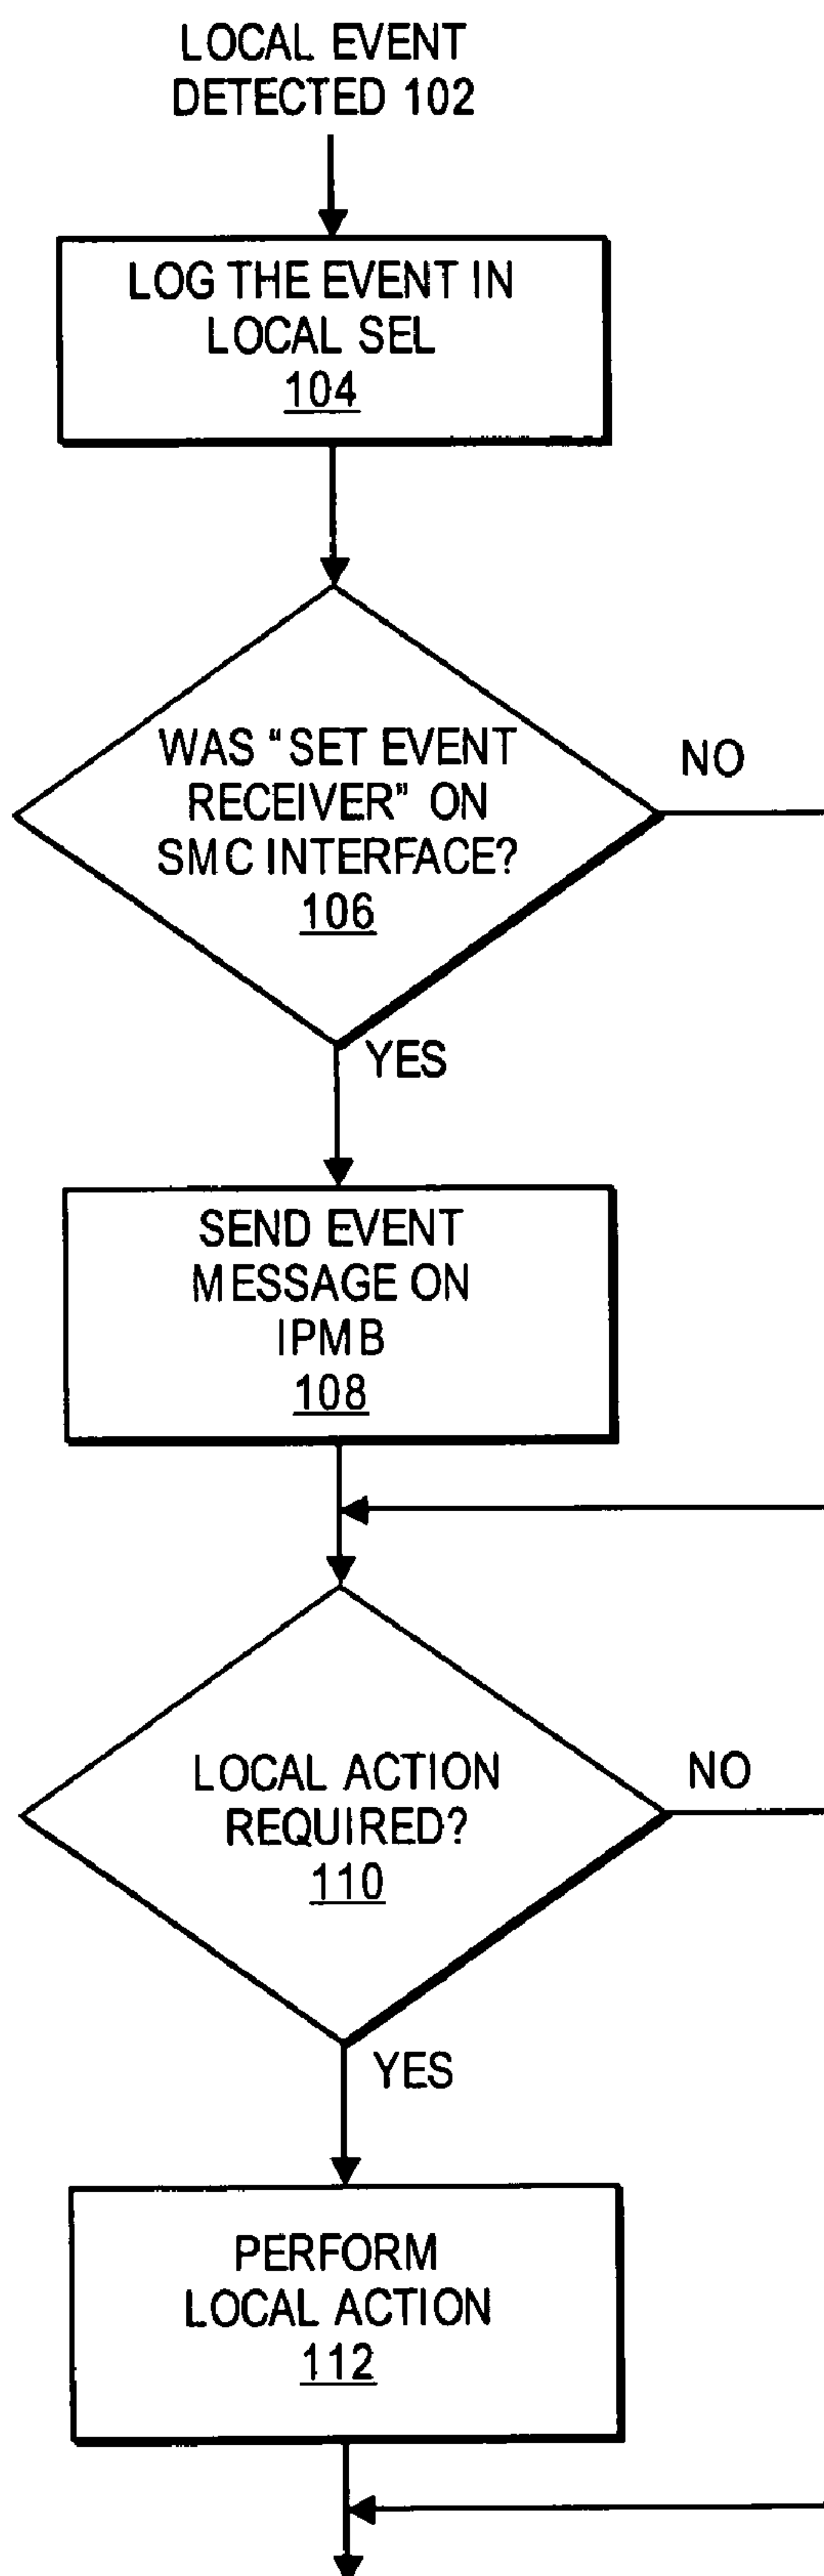 LOCAL EVENT
DETECTED 102
LOG THE EVENT IN
LOCAL SEL
104
WAS "SET EVENT
RECEIVER" ON
SMC INTERFACE?
106
NO
YES
SEND EVENT
MESSAGE ON
IPMB
108
LOCAL ACTION
REQUIRED?
110
NO
YES
PERFORM
LOCAL ACTION
112